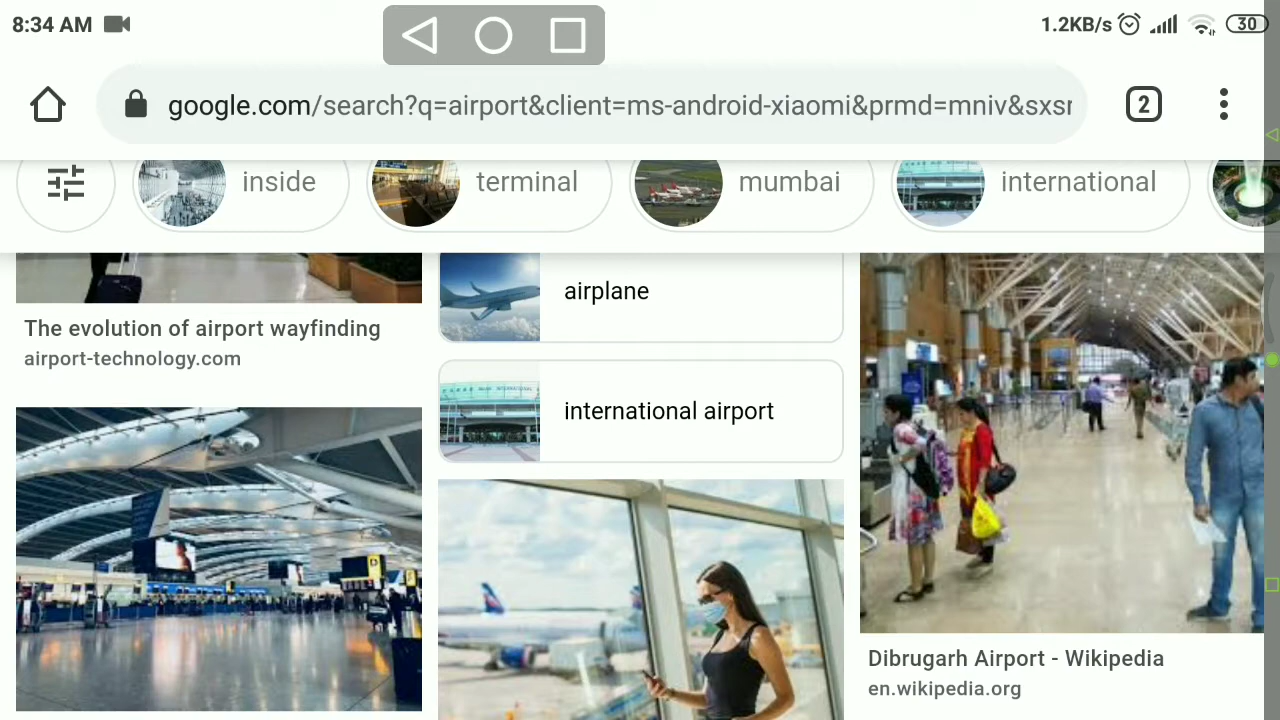 8:34 AM
1.2KB/s
30
google.com/search?q=airport&client=ms-android-xiaomi&prmd=mniv&sxsr
2
inside
terminal
mumbai
international
The evolution of airport wayfinding
airport-technology.com
airplane
international airport
Dibrugarh Airport - Wikipedia
en.wikipedia.org